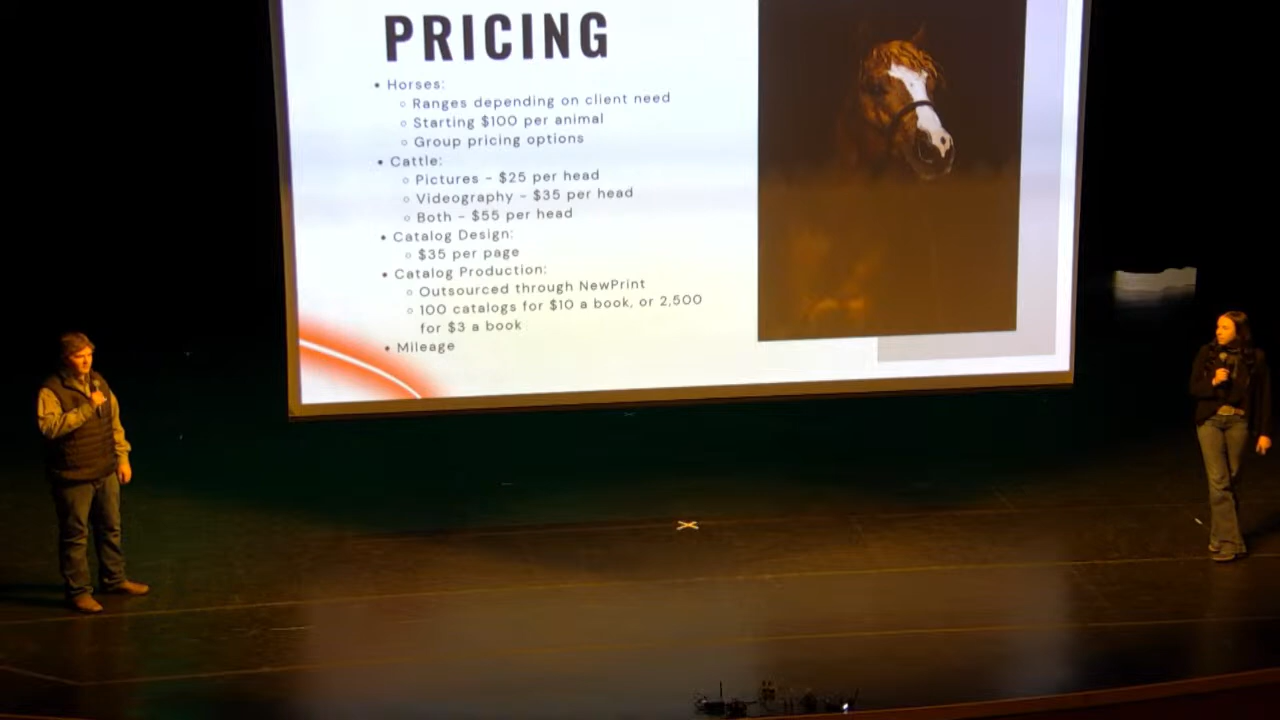 PRICING
• Horses:
◦ Ranges depending on client need
◦ Starting $100 per animal
◦ Group pricing options
• Cattle:
◦ Pictures - $25 per head
◦ Videography - $35 per head
◦ Both - $55 per head
• Catalog Design:
◦ $35 per page
• Catalog Production:
◦ Outsourced through NewPrint
◦ 100 catalogs for $10 a book, or 2,500
for $3 a book
• Mileage